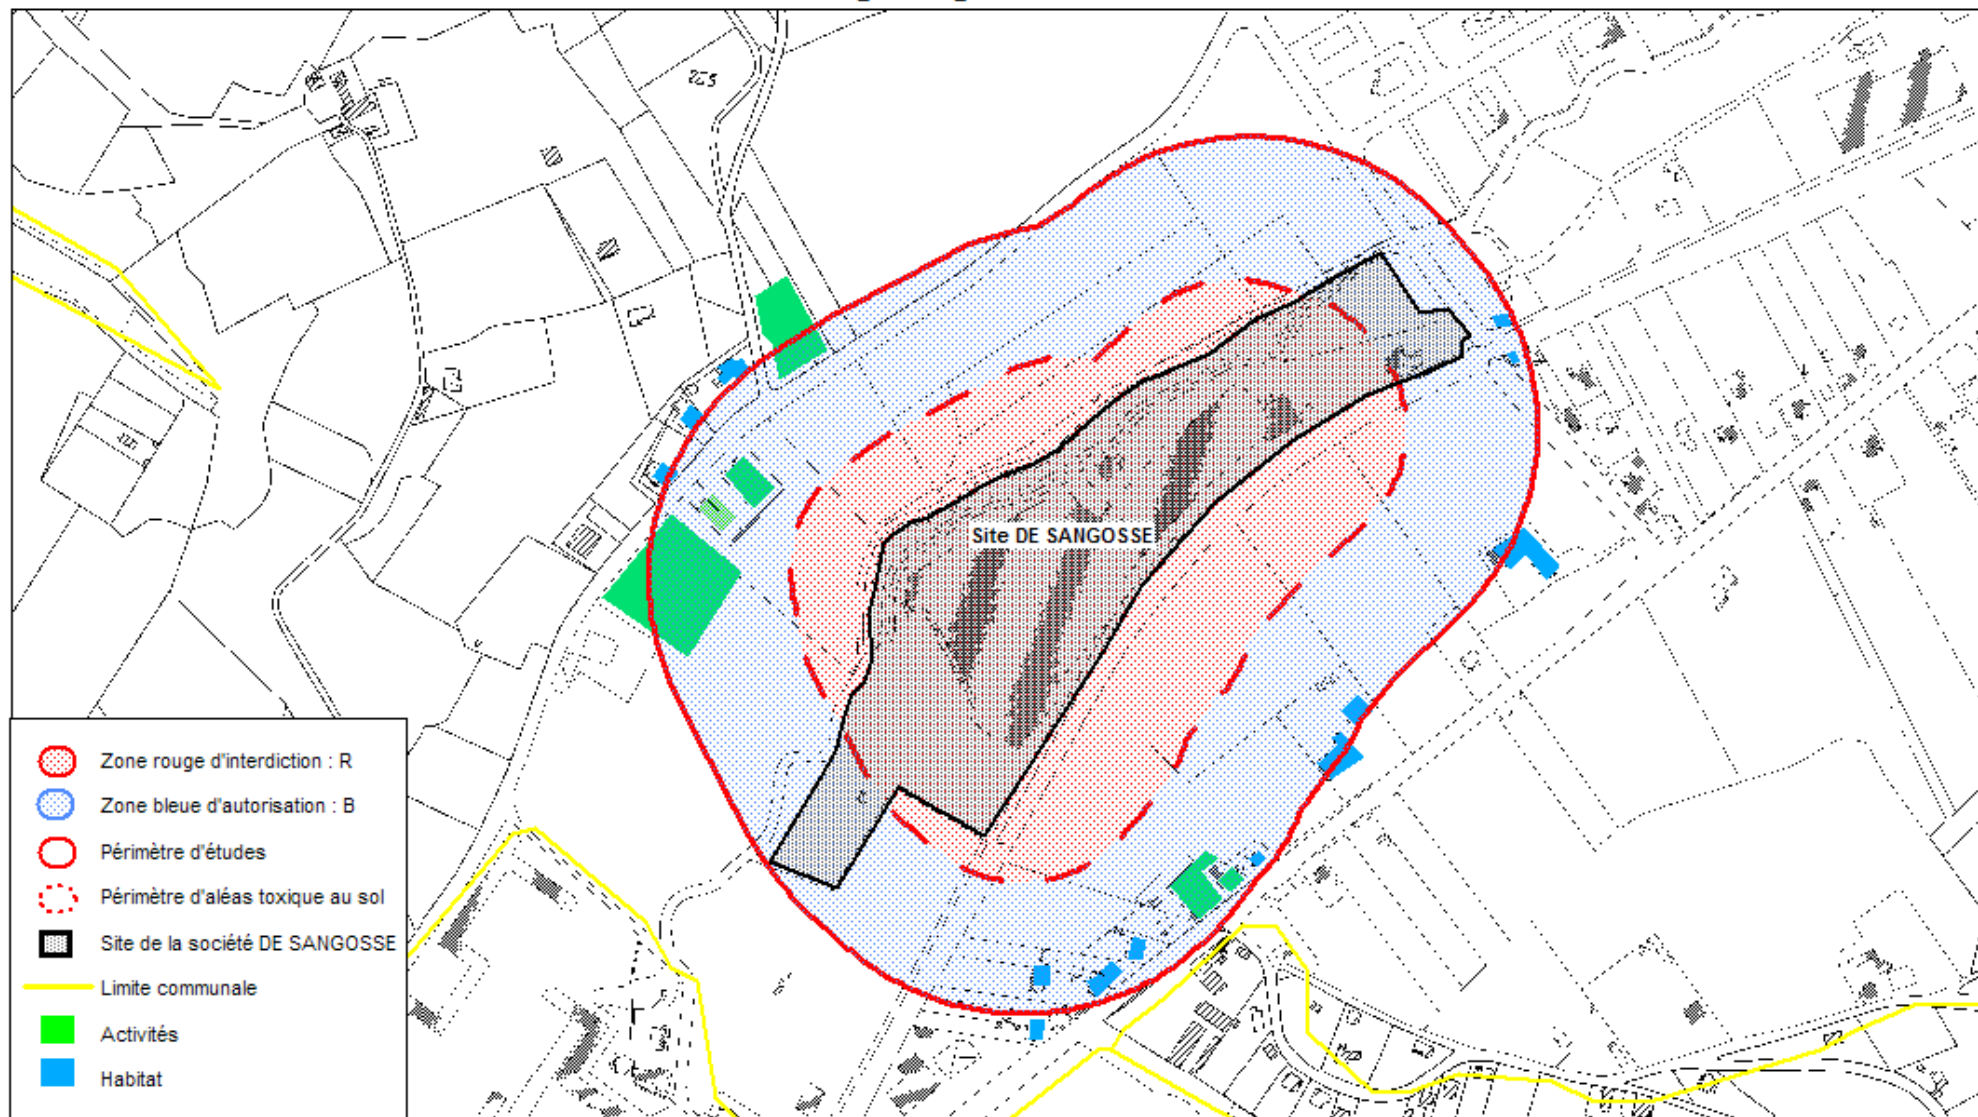 Site DE SANGOSSE
Zone rouge d'interdiction : R
Zone bleue d'autorisation : B
Périmètre d'études
Périmètre d'aléas toxique au sol
Site de la société DE SANGOSSE
Limite communale
Activités
Habitat